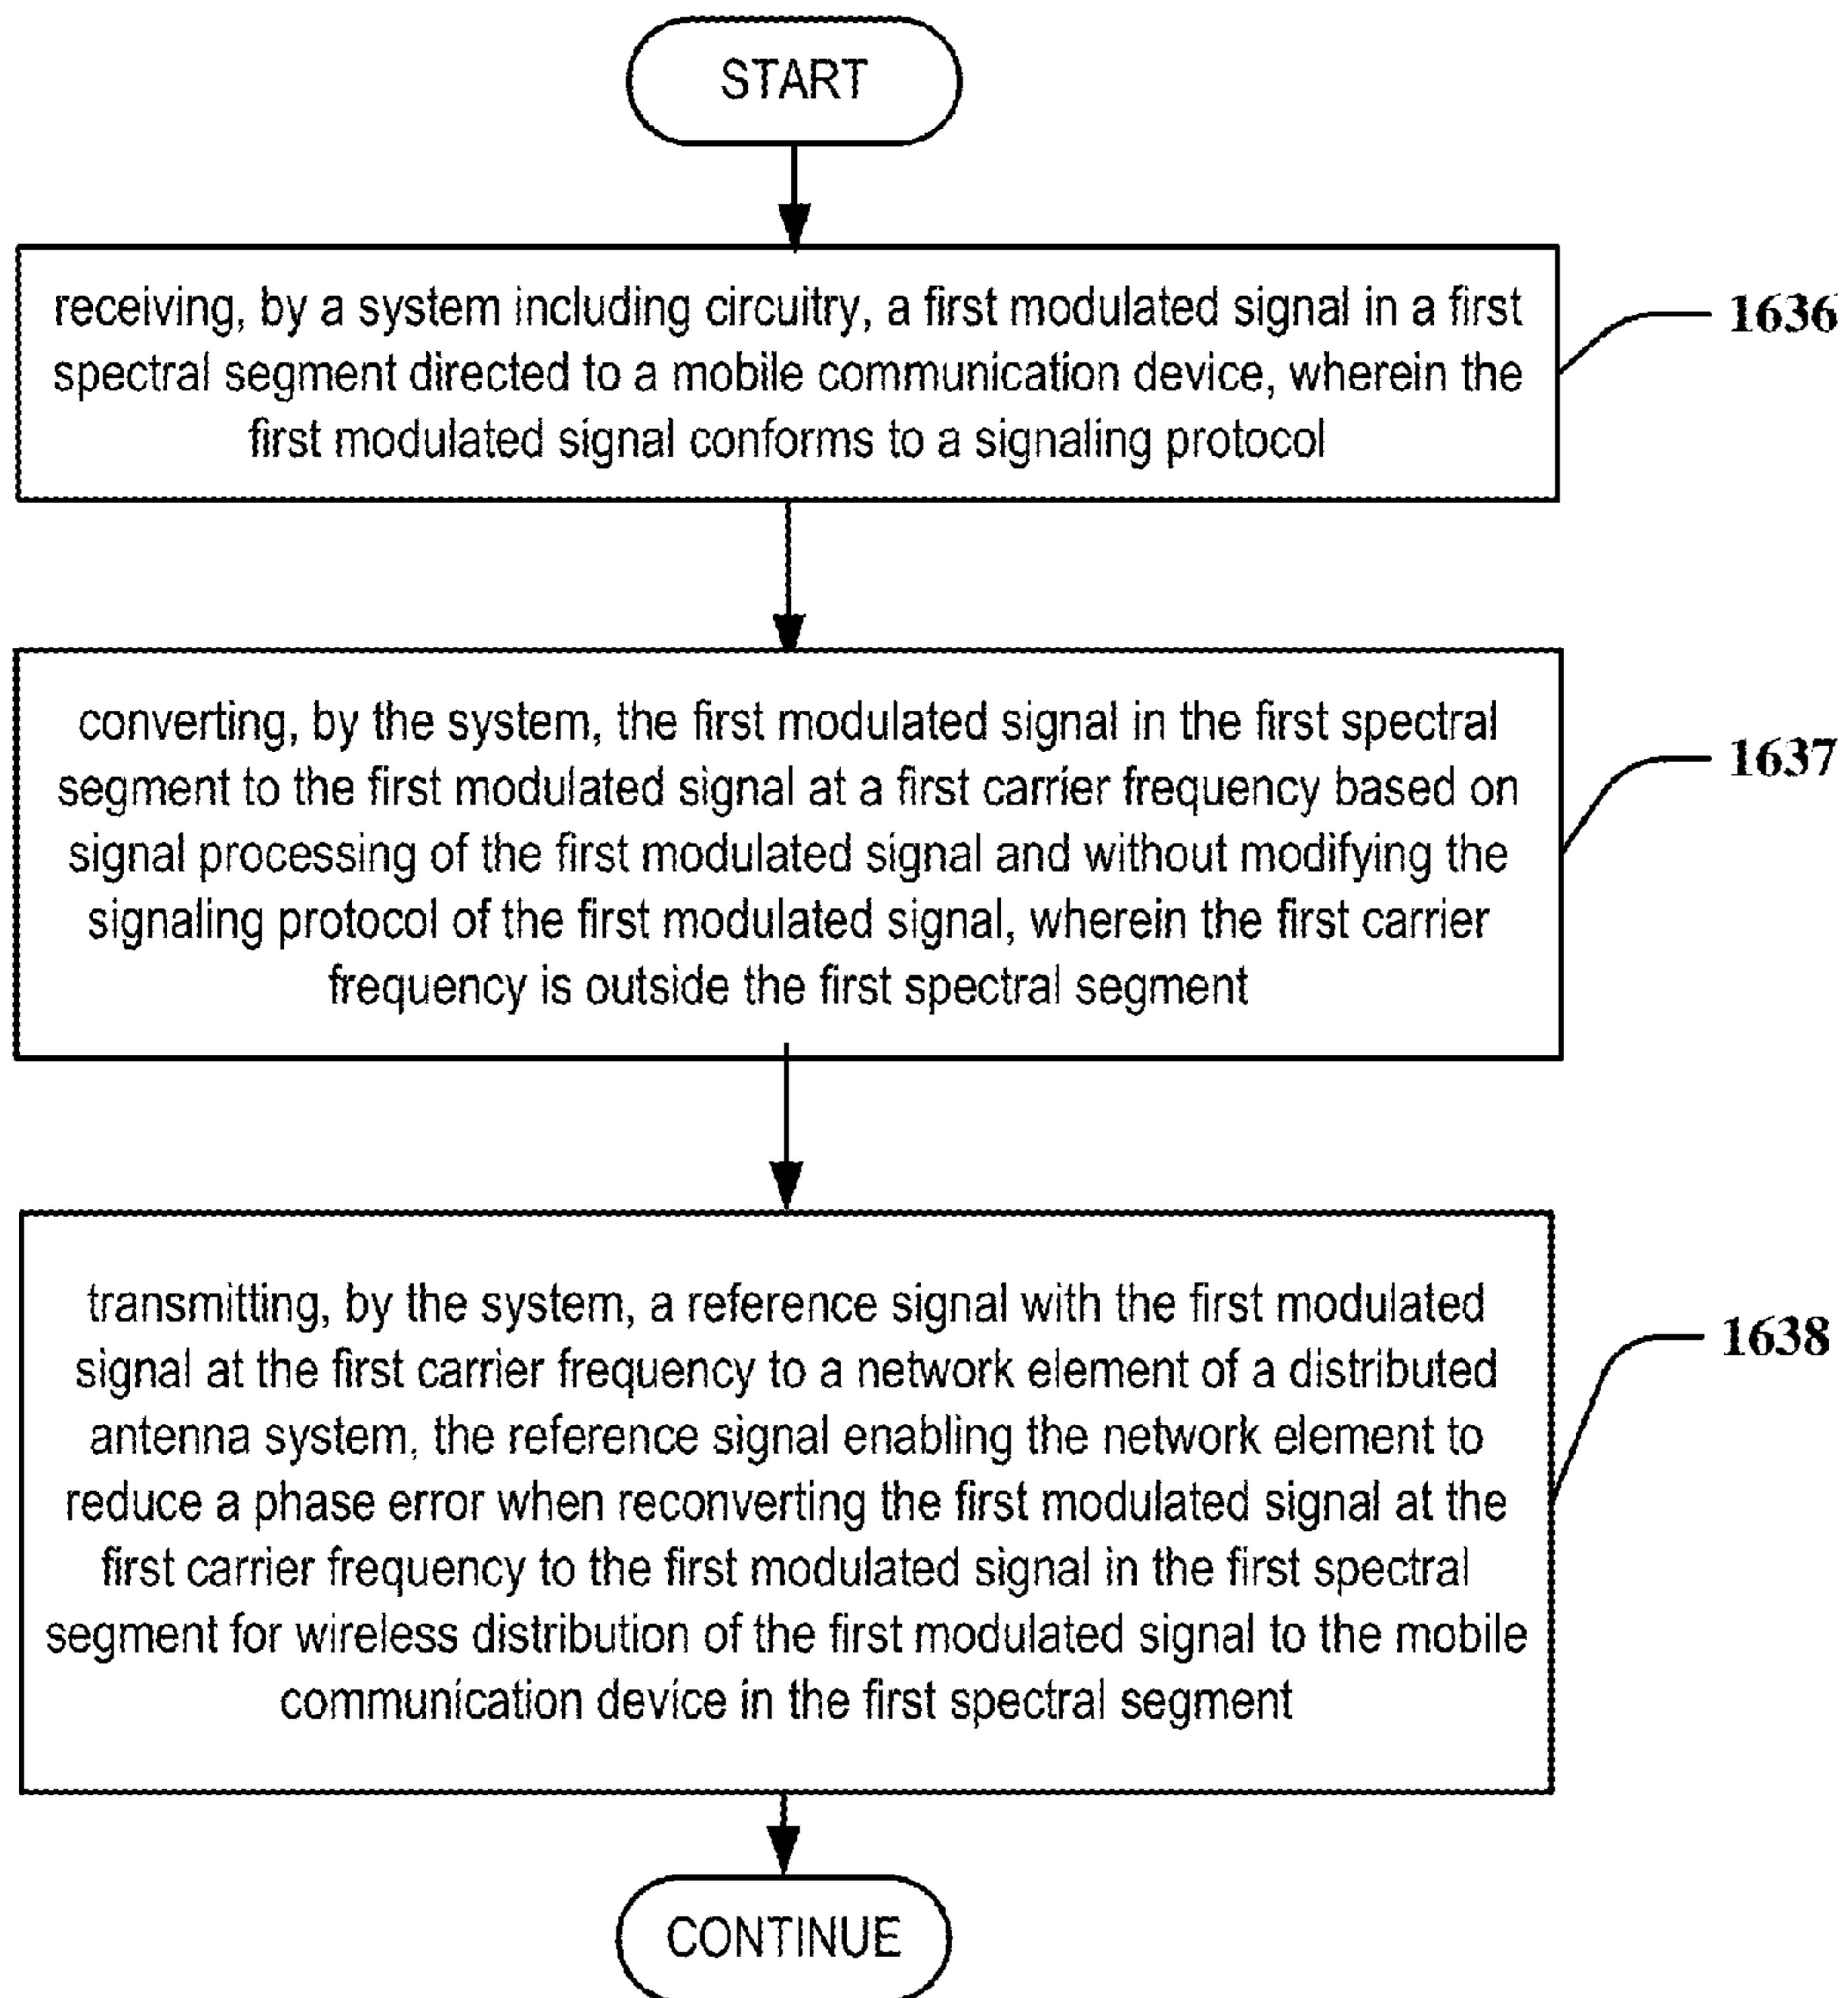 START
receiving, by a system including circuitry, a first modulated signal in a first
spectral segment directed to a mobile communication device, wherein the
first modulated signal conforms to a signaling protocol
1636
converting, by the system, the first modulated signal in the first spectral
segment to the first modulated signal at a first carrier frequency based on
signal processing of the first modulated signal and without modifying the
signaling protocol of the first modulated signal, wherein the first carrier
frequency is outside the first spectral segment
1637
transmitting, by the system, a reference signal with the first modulated
signal at the first carrier frequency to a network element of a distributed
antenna system, the reference signal enabling the network element to
reduce a phase error when reconverting the first modulated signal at the
first carrier frequency to the first modulated signal in the first spectral
segment for wireless distribution of the first modulated signal to the mobile
communication device in the first spectral segment
1638
CONTINUE